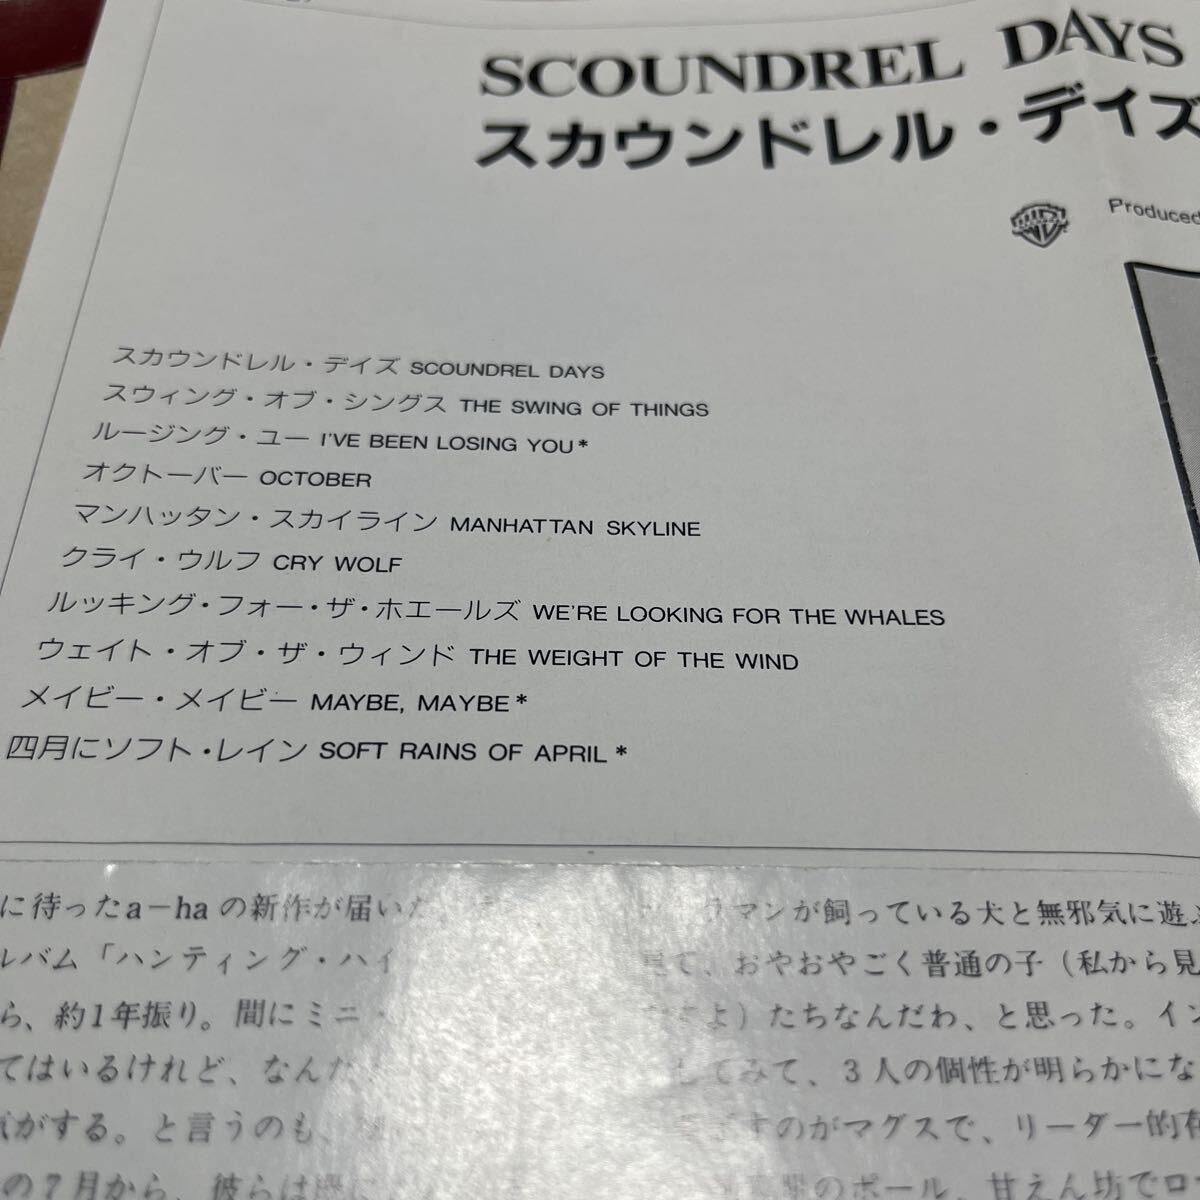 SCOUNDREL DAYS
スカウンドレル・デイズ
Produced
スカウンドレル・デイズ SCOUNDREL DAYS
スウィング・オブ・シングス THE SWING OF THINGS
ルージング・ユー I'VE BEEN LOSING YOU*
オクトーバー OCTOBER
マンハッタン・スカイライン MANHATTAN SKYLINE
クライ・ウルフ CRY WOLF
ルッキング・フォー・ザ・ホエールズ WE'RE LOOKING FOR THE WHALES
ウェイト・オブ・ザ・ウィンド THE WEIGHT OF THE WIND
メイビー・メイビー MAYBE, MAYBE*
四月にソフト・レイン SOFT RAINS OF APRIL*
に待ったa-haの新作が届いた
ルバム「ハンティング・ハイ
ら、約1年振り。間にミニ・
てはいるけれど、なんだ
気がする。と言うのも、
の7月から、彼らは既に
ラマンが飼っている犬と無邪気に遊ぶ
見て、おやおやごく普通の子（私から見
よ）たちなんだわ、と思った。イン
してみて、3人の個性が明らかにな
すのがマグスで、リーダー的存
のポール、甘えん坊でロ